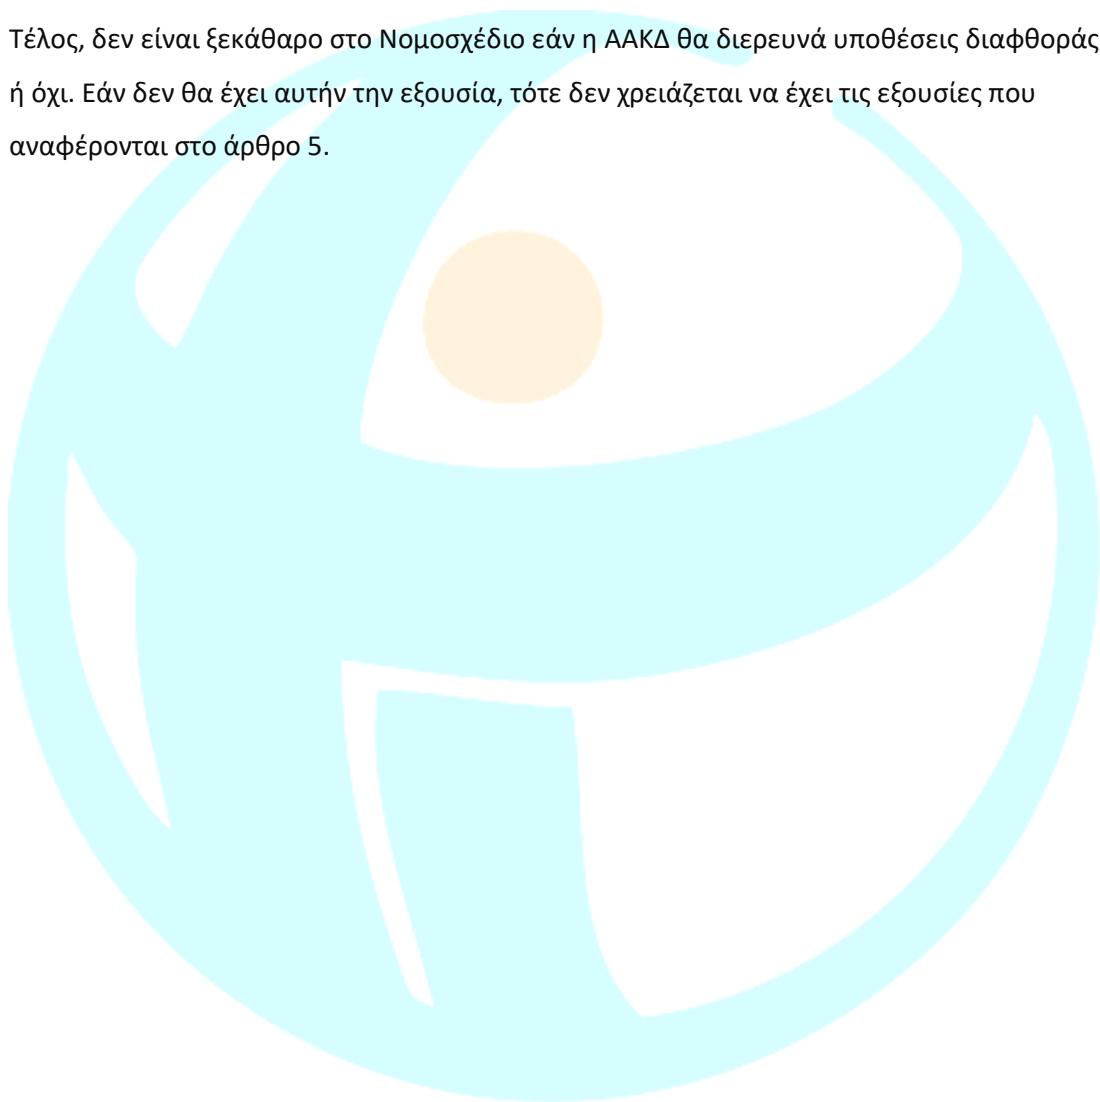 Τέλος, δεν είναι ξεκάθαρο στο Νομοσχέδιο εάν η ΑΑΚΔ θα διερευνά υποθέσεις διαφθοράς
ή όχι. Εάν δεν θα έχει αυτήν την εξουσία, τότε δεν χρειάζεται να έχει τις εξουσίες που
αναφέρονται στο άρθρο 5.